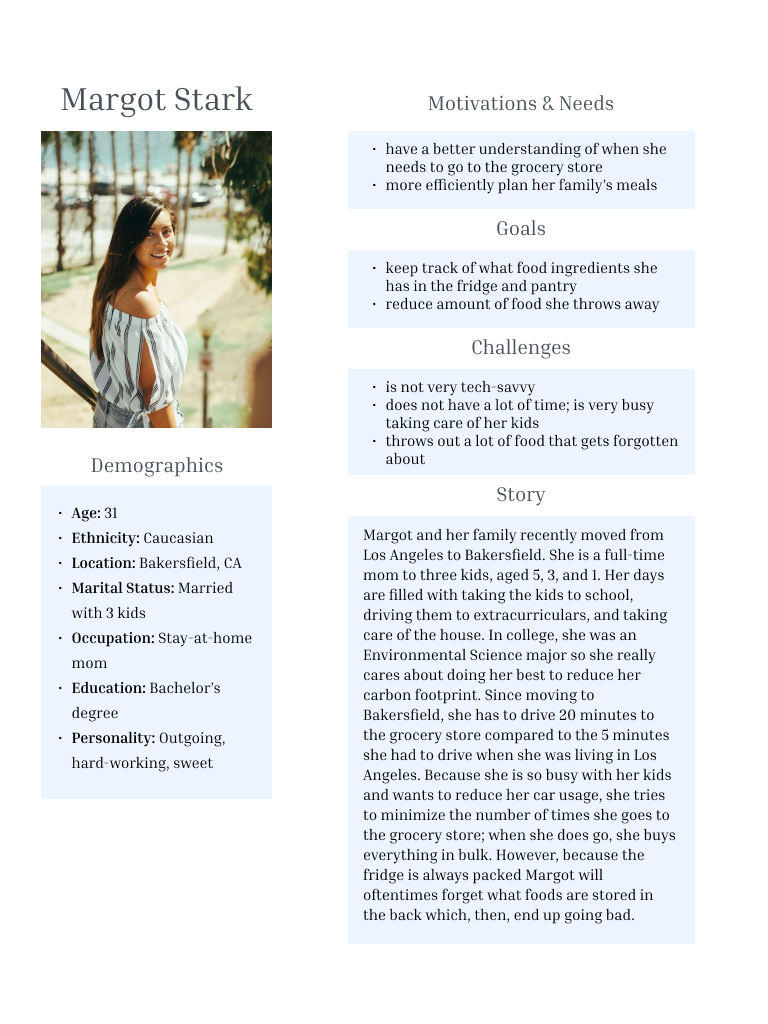 Margot Stark
Demographics
· Age: 31
· Ethnicity: Caucasian
· Location: Bakersfield, CA
· Marital Status: Married
with 3 kids
· Occupation: Stay-at-home
mom
· Education: Bachelor's
degree
· Personality: Outgoing,
hard-working, sweet
Motivations & Needs
· have a better understanding of when she
needs to go to the grocery store
· more efficiently plan her family's meals
Goals
· keep track of what food ingredients she
has in the fridge and pantry
· reduce amount of food she throws away
Challenges
· is not very tech-savvy
· does not have a lot of time; is very busy
taking care of her kids
· throws out a lot of food that gets forgotten
about
Story
Margot and her family recently moved from
Los Angeles to Bakersfield. She is a full-time
mom to three kids, aged 5, 3, and 1. Her days
are filled with taking the kids to school,
driving them to extracurriculars, and taking
care of the house. In college, she was an
Environmental Science major so she really
cares about doing her best to reduce her
carbon footprint. Since moving to
Bakersfield, she has to drive 20 minutes to
the grocery store compared to the 5 minutes
she had to drive when she was living in Los
Angeles. Because she is so busy with her kids
and wants to reduce her car usage, she tries
to minimize the number of times she goes to
the grocery store; when she does go, she buys
everything in bulk. However, because the
fridge is always packed Margot will
oftentimes forget what foods are stored in
the back which, then, end up going bad.